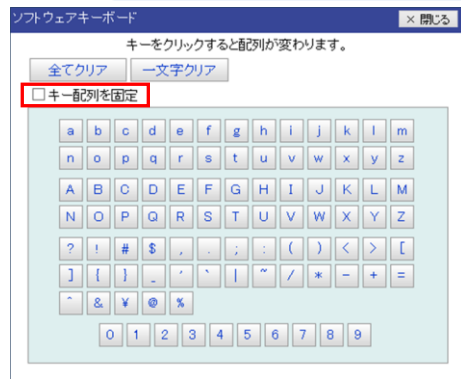 ソフトウェアキーボード × 閉じる
キーをクリックすると配列が変わります。
全てクリア 一文字クリア
キー配列を固定
a b c d e f g h i j k l m
n o p q r s t u v w x y z
A B C D E F G H I J K L M
N O P Q R S T U V W X Y Z
? ! # $ , . ; : ( ) < > [
] { } _ ' ` | ~ / * - + =
^ & ¥ @ %
0 1 2 3 4 5 6 7 8 9